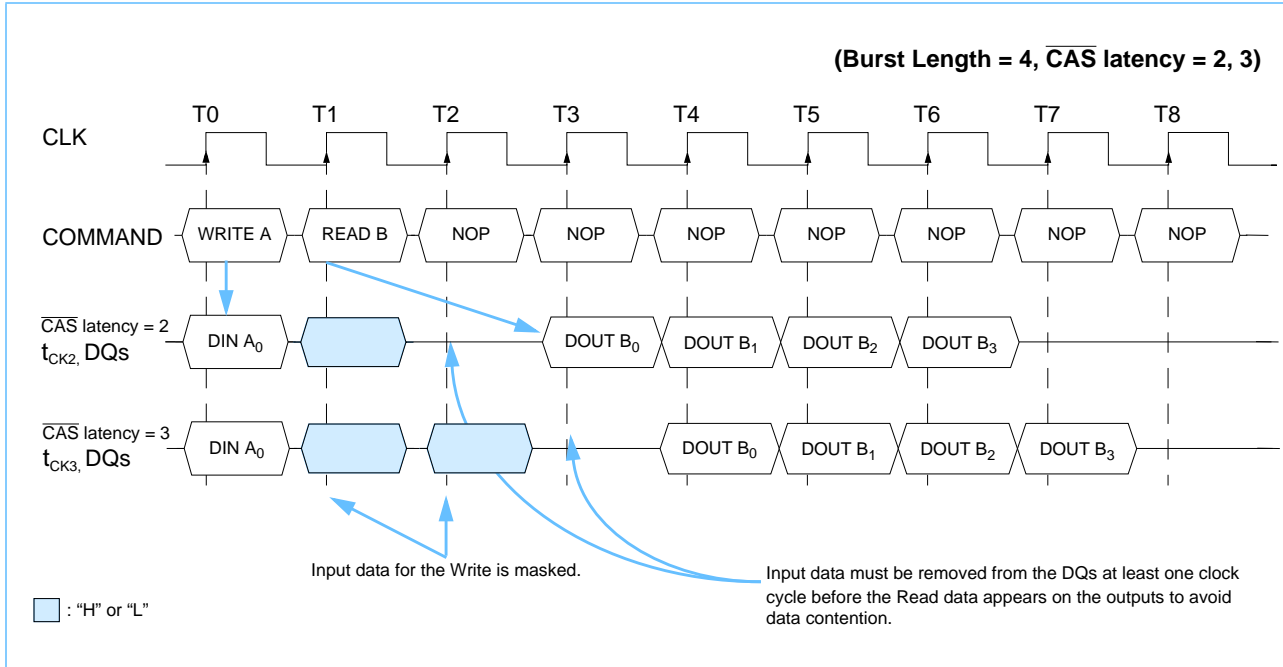 (Burst Length = 4, C̅A̅S̅ latency = 2, 3)
T0 T1 T2 T3 T4 T5 T6 T7 T8
CLK
COMMAND WRITE A READ B NOP NOP NOP NOP NOP NOP NOP
C̅A̅S̅ latency = 2
tCK2, DQs DIN A0 DOUT B0 DOUT B1 DOUT B2 DOUT B3
C̅A̅S̅ latency = 3
tCK3, DQs DIN A0 DOUT B0 DOUT B1 DOUT B2 DOUT B3
Input data for the Write is masked.
Input data must be removed from the DQs at least one clock
cycle before the Read data appears on the outputs to avoid
data contention.
: “H” or “L”